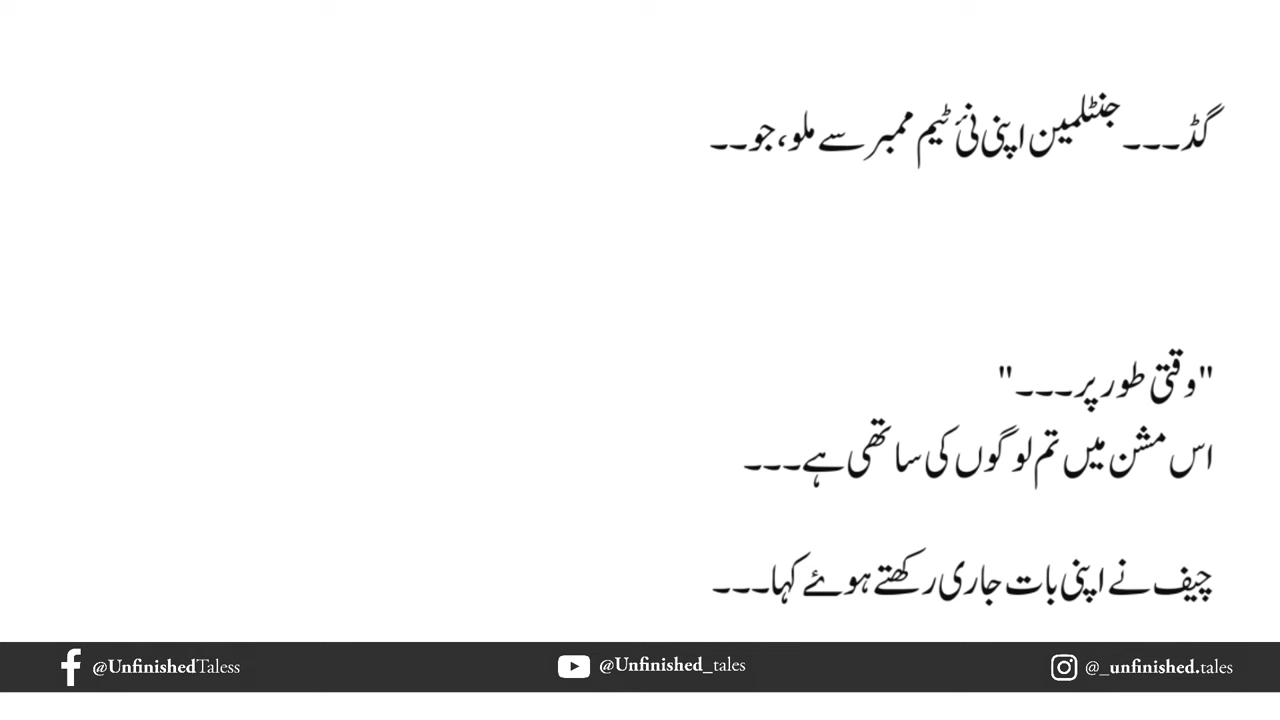 گڈ۔۔۔ جنٹلمین اپنی نئ ٹیم ممبر سے ملو، جو۔۔
"وقتی طور پر۔۔۔"
اس مشن میں تم لوگوں کی ساتھی ہے۔۔۔
چیف نے اپنی بات جاری رکھتے ہوئے کہا۔۔۔
@UnfinishedTaless @Unfinished_tales @_unfinished.tales